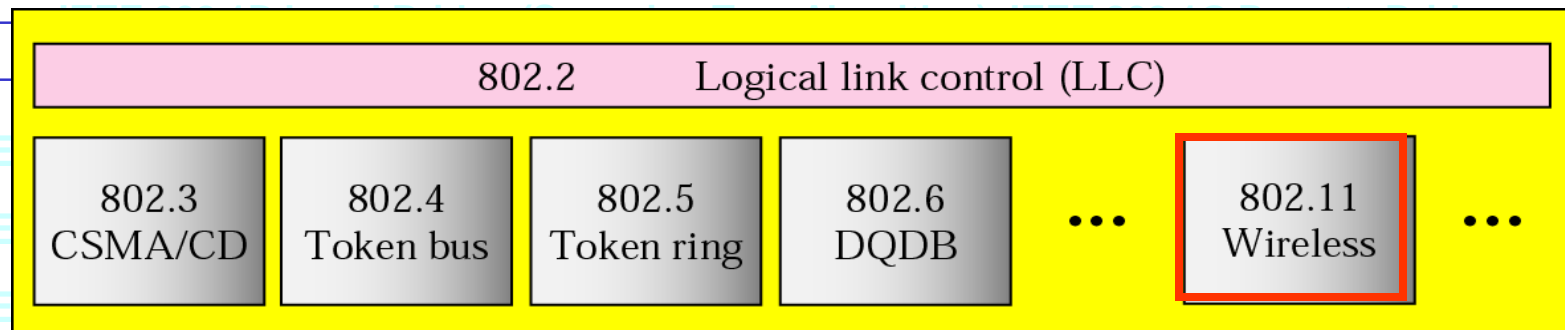 802.2 Logical link control (LLC)
802.3
CSMA/CD
802.4
Token bus
802.5
Token ring
802.6
DQDB
•••
802.11
Wireless
•••